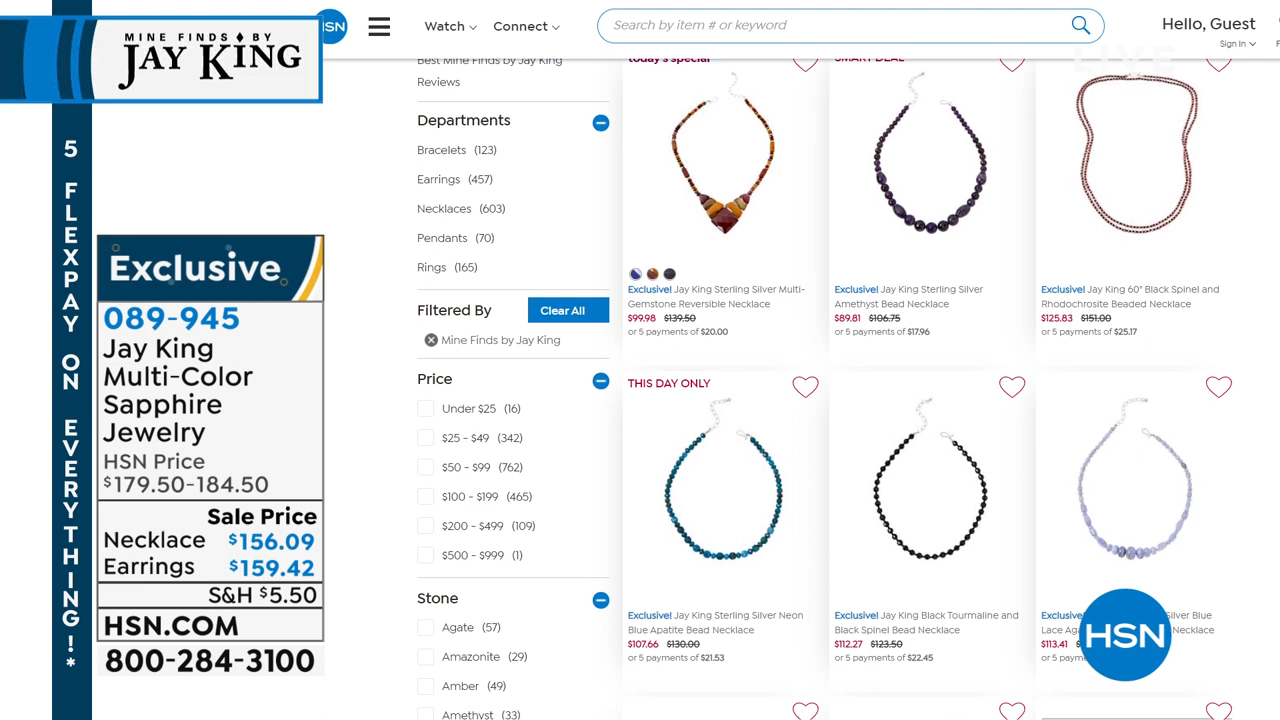 MINE FINDS BY
JAY KING
5 FLEXPAY ON EVERYTHING!*
Exclusive
089-945
Jay King
Multi-Color
Sapphire
Jewelry
HSN Price
$179.50-184.50
Sale Price
Necklace $156.09
Earrings $159.42
S&H $5.50
HSN.COM
800-284-3100
HSN
Watch
Connect
Search by item # or keyword
Hello, Guest
Sign In
LIVE
Best Mine Finds by Jay King
Reviews
Departments
Bracelets (123)
Earrings (457)
Necklaces (603)
Pendants (70)
Rings (165)
Filtered By
Clear All
Mine Finds by Jay King
Price
Under $25 (16)
$25 - $49 (342)
$50 - $99 (762)
$100 - $199 (465)
$200 - $499 (109)
$500 - $999 (1)
Stone
Agate (57)
Amazonite (29)
Amber (49)
Amethyst (33)
today's special
Exclusive! Jay King Sterling Silver Multi-
Gemstone Reversible Necklace
$99.98 $139.50
or 5 payments of $20.00
SMART DEAL
Exclusive! Jay King Sterling Silver
Amethyst Bead Necklace
$89.81 $106.75
or 5 payments of $17.96
Exclusive! Jay King 60" Black Spinel and
Rhodochrosite Beaded Necklace
$125.83 $151.00
or 5 payments of $25.17
THIS DAY ONLY
Exclusive! Jay King Sterling Silver Neon
Blue Apatite Bead Necklace
$107.66 $130.00
or 5 payments of $21.53
Exclusive! Jay King Black Tourmaline and
Black Spinel Bead Necklace
$112.27 $123.50
or 5 payments of $22.45
Silver Blue
Necklace
$113.41
HSN